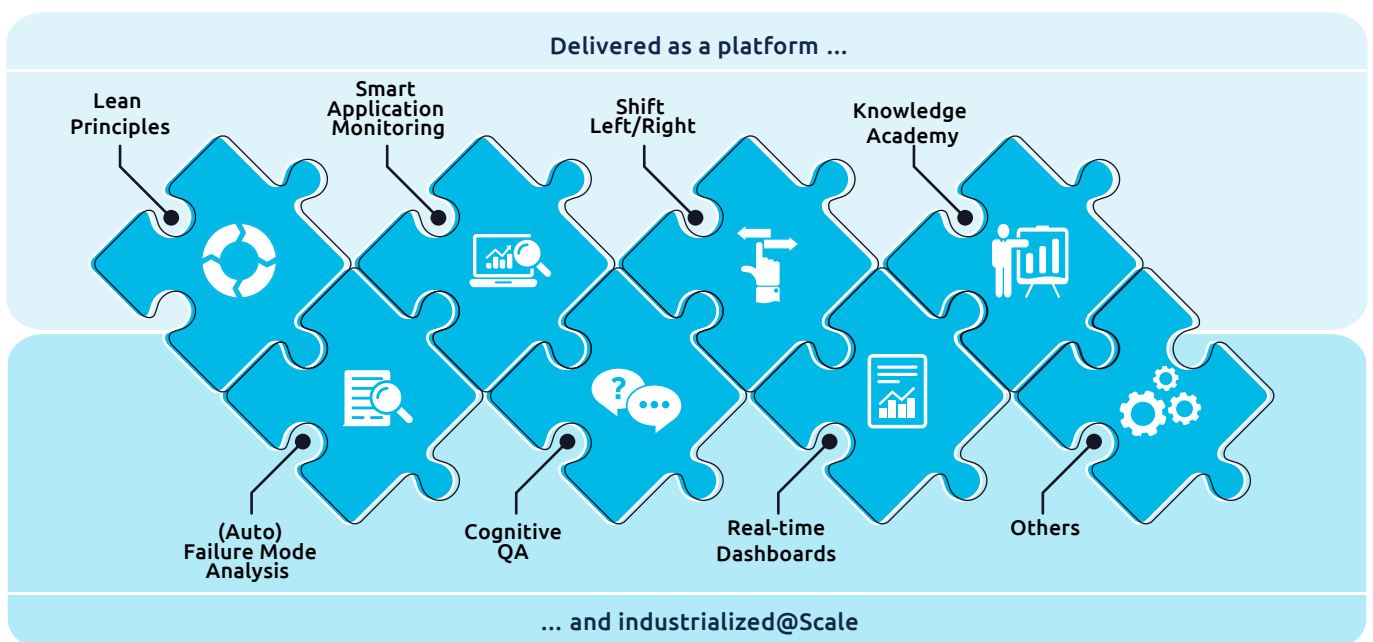 Delivered as a platform ...
Lean
Principles
Smart
Application
Monitoring
Shift
Left/Right
Knowledge
Academy
?
(Auto)
Failure Mode
Analysis
Cognitive
QA
Real-time
Dashboards
Others
... and industrialized@Scale